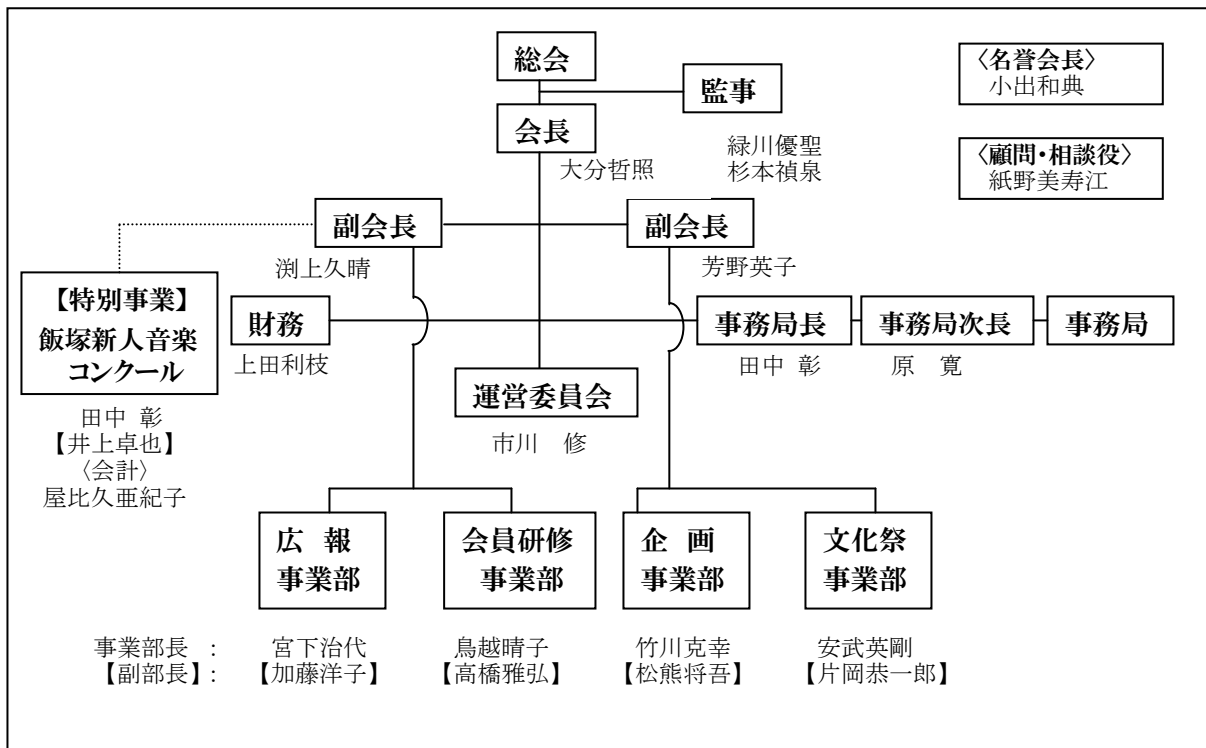 総会
監事
〈名誉会長〉
小出和典
会長
緑川優聖
杉本禎泉
〈顧問・相談役〉
紙野美寿江
大分哲照
副会長
副会長
渕上久晴
芳野英子
【特別事業】
飯塚新人音楽
コンクール
財務
事務局長
事務局次長
事務局
上田利枝
田中 彰
原　寛
運営委員会
市川　修
田中 彰
【井上卓也】
〈会計〉
屋比久亜紀子
広 報
事業部
会員研修
事業部
企 画
事業部
文化祭
事業部
事業部長 : 宮下治代 鳥越晴子 竹川克幸 安武英剛
【副部長】: 【加藤洋子】 【高橋雅弘】 【松熊将吾】 【片岡恭一郎】